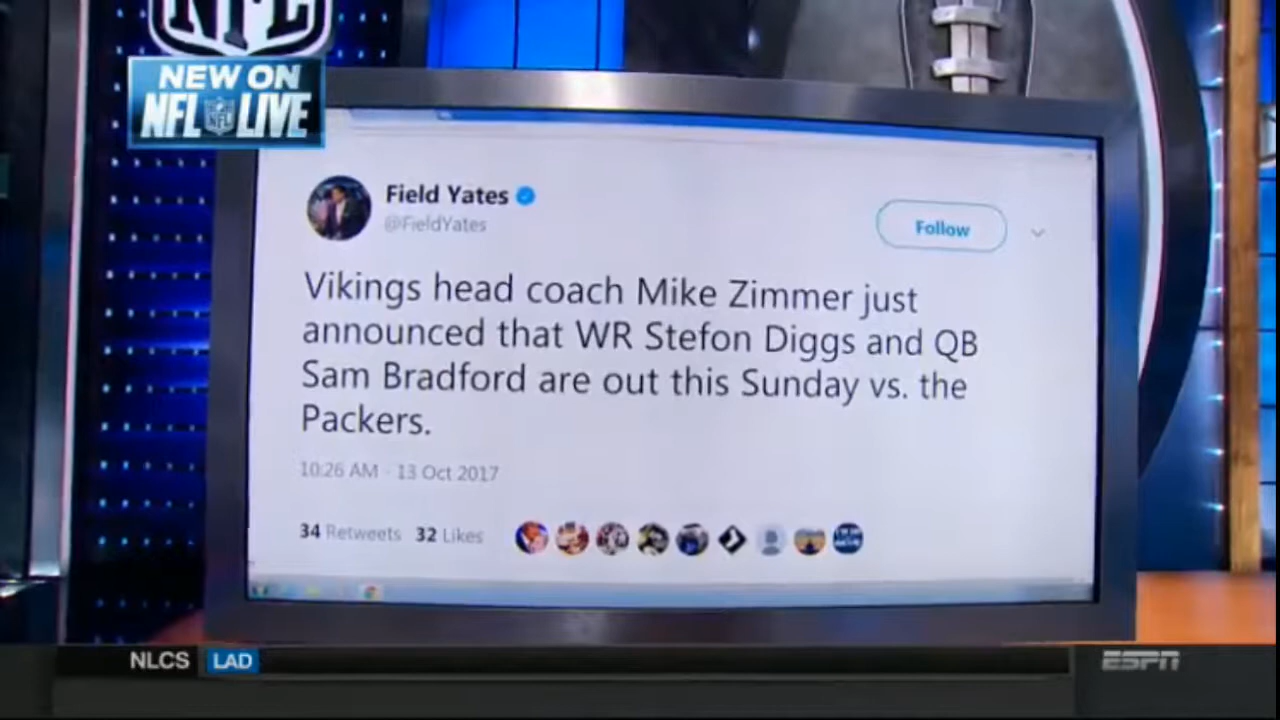 NFL
NEW ON
NFL LIVE
Field Yates
@FieldYates
Follow
Vikings head coach Mike Zimmer just
announced that WR Stefon Diggs and QB
Sam Bradford are out this Sunday vs. the
Packers.
10:26 AM - 13 Oct 2017
34 Retweets 32 Likes
NLCS LAD
ESPN